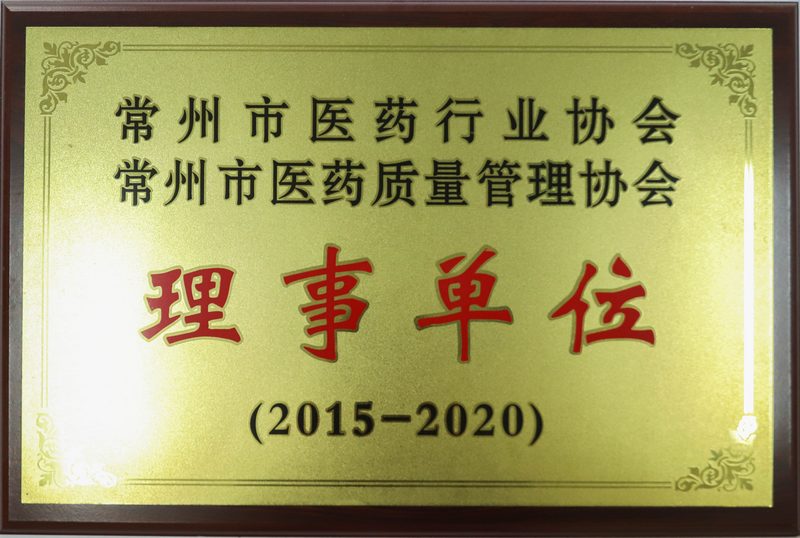 常州市医药行业协会
常州市医药质量管理协会
理事单位
(2015-2020)